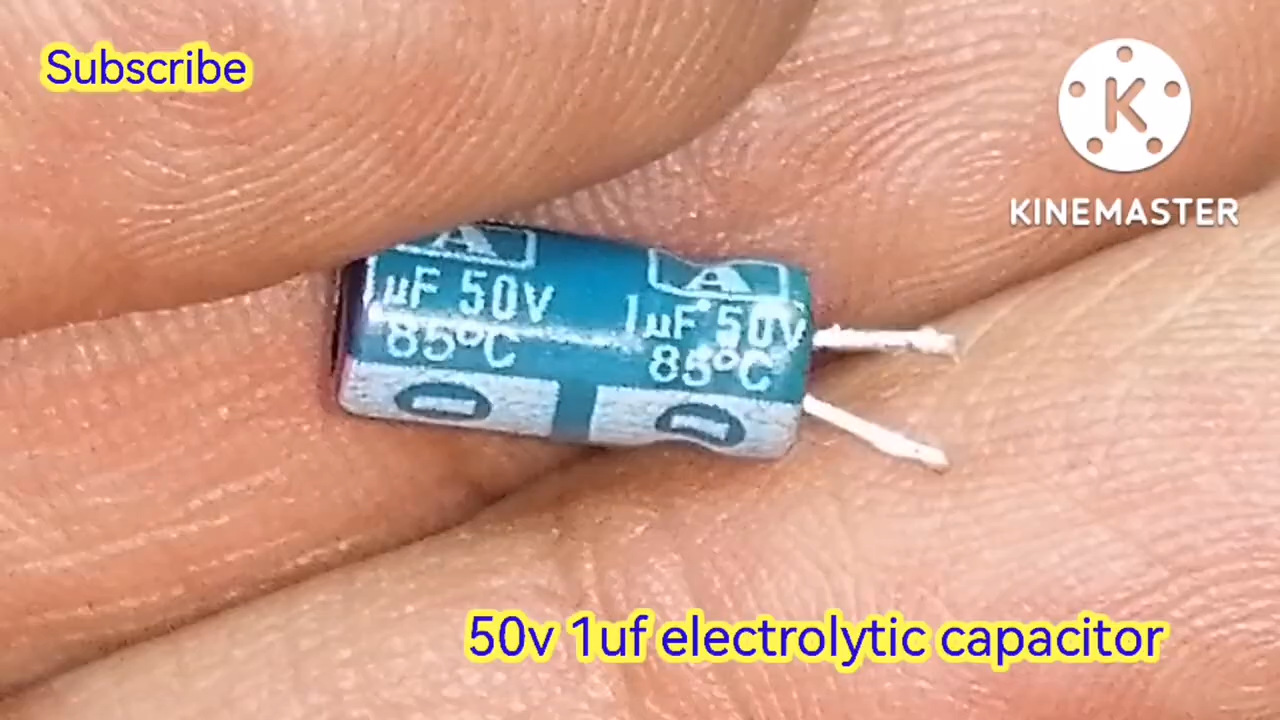 Subscribe
K
KINEMASTER
A
A
μF 50V
85°C
1μF 50V
85°C
50v 1uf electrolytic capacitor